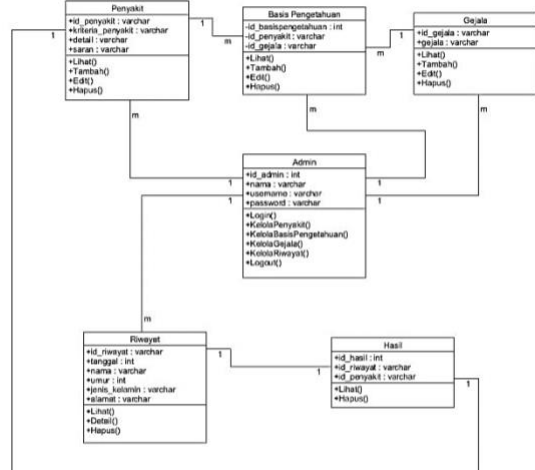 Penyakit
+id_penyakit : varchar
+kriteria_penyakit : varchar
+detail : varchar
+saran : varchar
+Lihat()
+Tambah()
+Edit()
+Hapus()
1
1
m
Basis Pengetahuan
-id_basispengetahuan : int
-id_penyakit : varchar
-id_gejala : varchar
+Lihat()
+Tambah()
+Edit()
+Hapus()
1
m
Gejala
+id_gejala : varchar
+gejala : varchar
+Lihat()
+Tambah()
+Edit()
+Hapus()
m
m
m
Admin
+id_admin : int
+nama : varchar
+username : varchar
+password : varchar
+Login()
+KelolaPenyakit()
+KelolaBasisPengetahuan()
+KelolaGejala()
+KelolaRiwayat()
+Logout()
1
1
1
1
m
Riwayat
+id_riwayat : varchar
+tanggal : int
+nama : varchar
+umur : int
+jenis_kelamin : varchar
+alamat : varchar
+Lihat()
+Detail()
+Hapus()
1
1
Hasil
+id_hasil : int
+id_riwayat : varchar
+id_penyakit : varchar
+Lihat()
+Hapus()
1